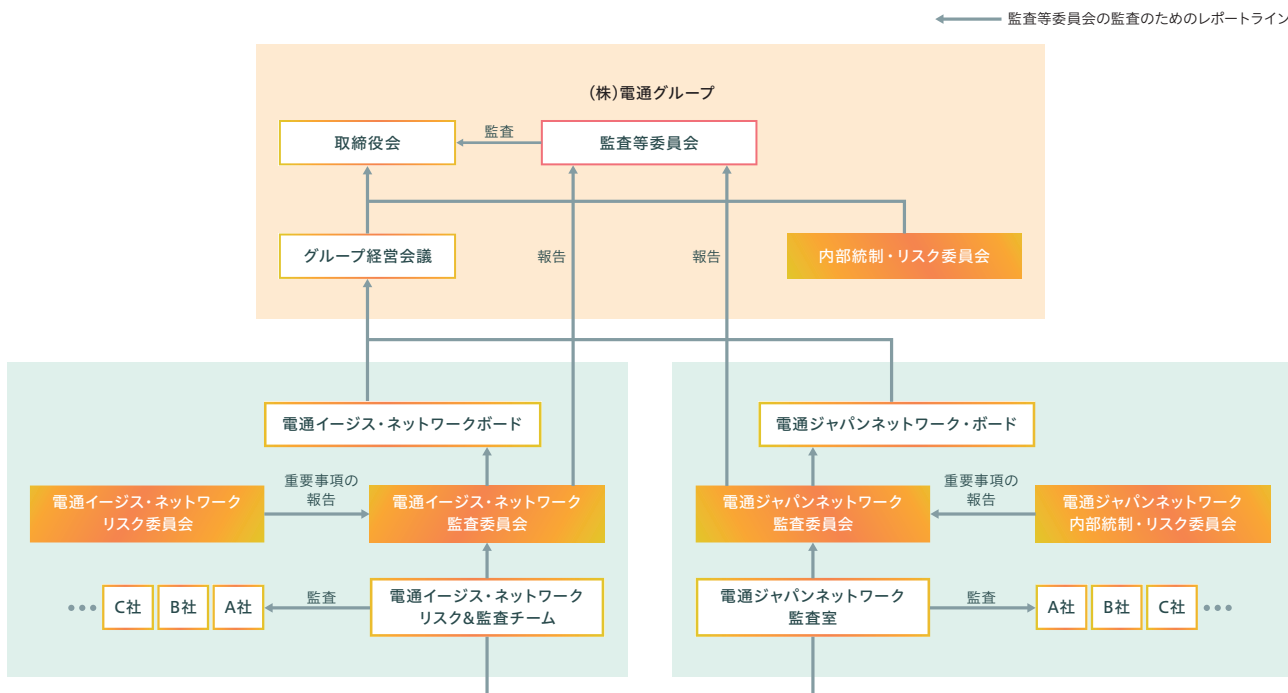 監査等委員会の監査のためのレポートライン
(株)電通グループ
取締役会
監査
監査等委員会
グループ経営会議
報告
報告
内部統制・リスク委員会
電通イージス・ネットワークボード
電通イージス・ネットワーク
リスク委員会
重要事項の
報告
電通イージス・ネットワーク
監査委員会
•••
C社
B社
A社
監査
電通イージス・ネットワーク
リスク&監査チーム
電通ジャパンネットワーク・ボード
電通ジャパンネットワーク
監査委員会
重要事項の
報告
電通ジャパンネットワーク
内部統制・リスク委員会
電通ジャパンネットワーク
監査室
監査
A社
B社
C社
•••